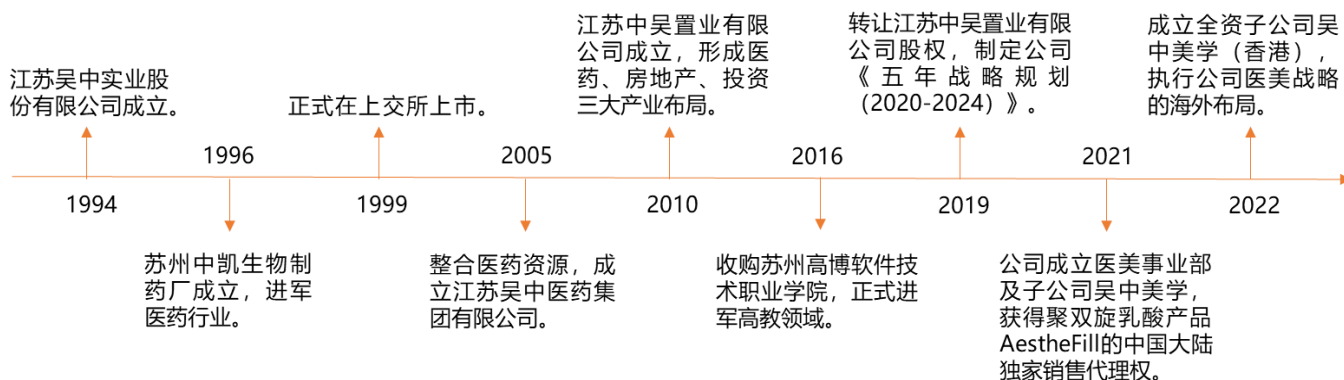 江苏吴中实业股
份有限公司成立。
正式在上交所上市。
江苏中吴置业有限
公司成立，形成医
药、房地产、投资
三大产业布局。
转让江苏中吴置业有限
公司股权，制定公司
《五年战略规划
（2020-2024）》。
成立全资子公司吴
中美学（香港），
执行公司医美战略
的海外布局。
1996
2005
2016
2021
1994
1999
2010
2019
2022
苏州中凯生物制
药厂成立，进军
医药行业。
整合医药资源，成
立江苏吴中医药集
团有限公司。
收购苏州高博软件技
术职业学院，正式进
军高教领域。
公司成立医美事业部
及子公司吴中美学，
获得聚双旋乳酸产品
AestheFill的中国大陆
独家销售代理权。